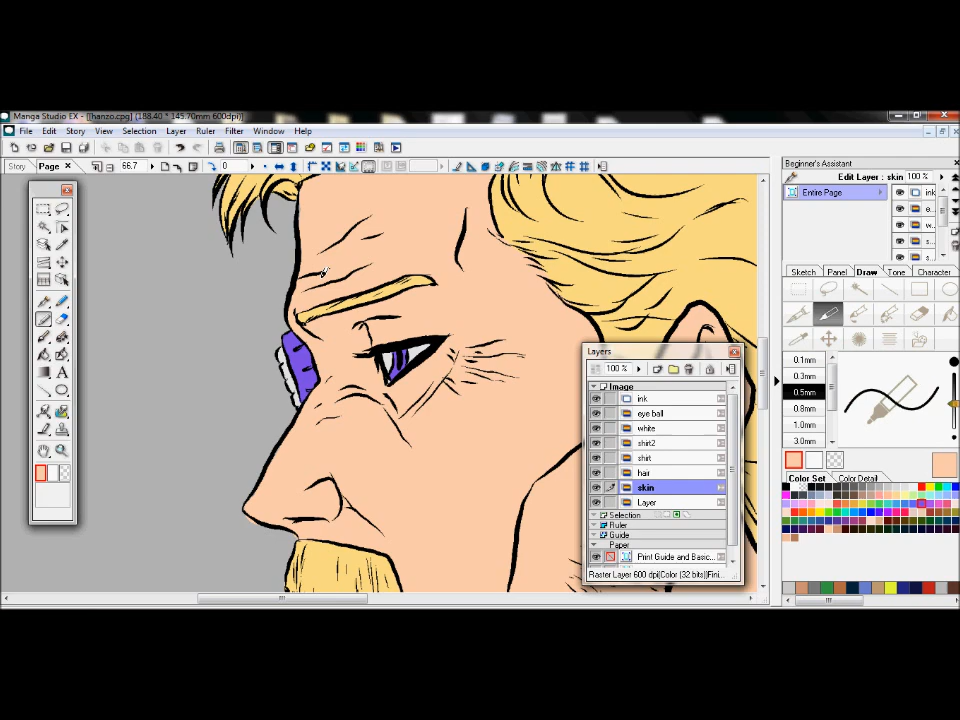 Manga Studio EX - [[hanzo.cpg] (188.40 * 145.70mm 600dpi)]
File Edit Story View Selection Layer Ruler Filter Window Help
Story Page 66.7 0
Beginner's Assistant
Edit Layer : skin 100 %
Entire Page
ink
e...
w...
s...
s...
Sketch Panel Draw Tone Character
0.1mm
0.3mm
0.5mm
0.8mm
1.0mm
3.0mm
Color Set Color Detail
Layers
100 %
Image
ink
eye ball
white
shirt2
shirt
hair
skin
Layer
Selection
Ruler
Guide
Paper
Print Guide and Basic...
Raster Layer 600 dpi(Color (32 bits))Fini...
A